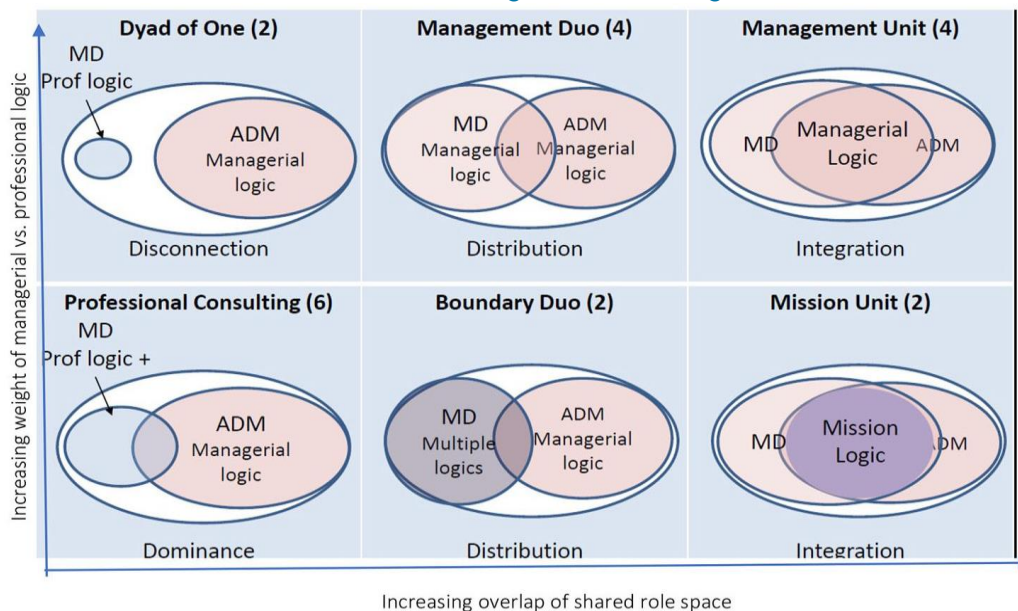 Dyad of One (2)
MD
Prof logic
ADM
Managerial
logic
Disconnection
Management Duo (4)
MD
Managerial
logic
ADM
Managerial
logic
Distribution
Management Unit (4)
MD
Managerial
Logic
ADM
Integration
Professional Consulting (6)
MD
Prof logic +
ADM
Managerial
logic
Dominance
Boundary Duo (2)
MD
Multiple
logics
ADM
Managerial
logic
Distribution
Mission Unit (2)
MD
Mission
Logic
ADM
Integration
Increasing weight of managerial vs. professional logic
Increasing overlap of shared role space